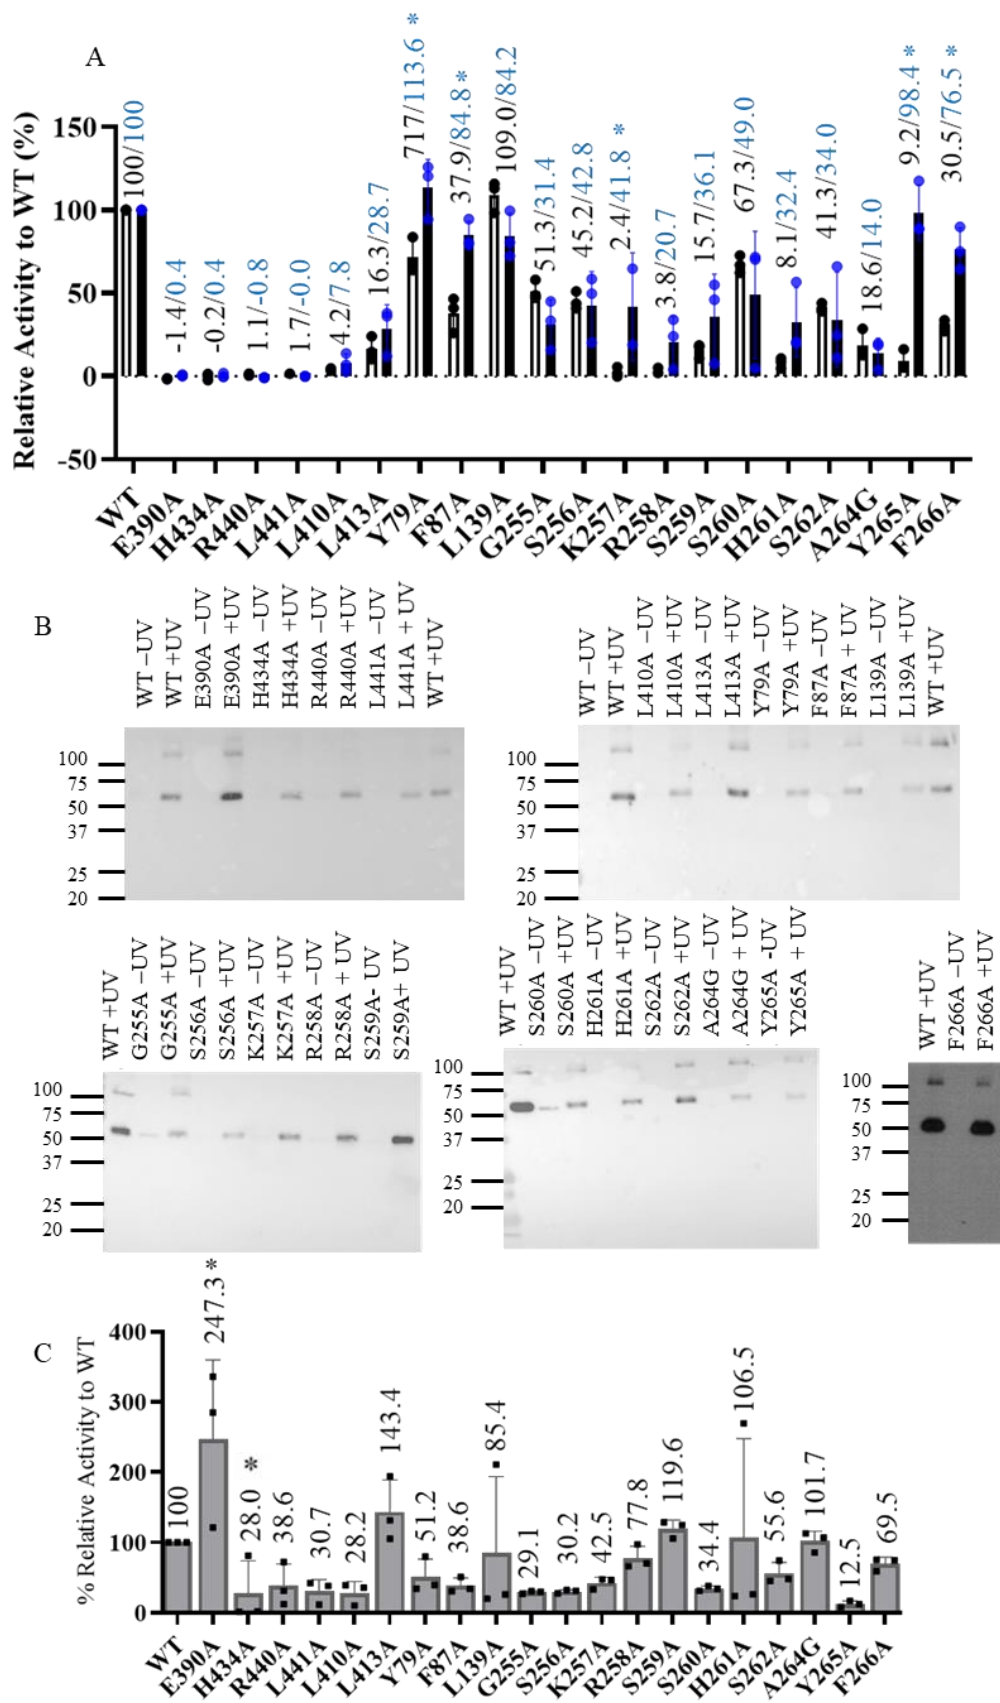 A
Relative Activity to WT (%)
150
100
50
0
-50
100/100
-1.4/0.4
-0.2/0.4
1.1/-0.8
1.7/-0.0
4.2/7.8
16.3/28.7
717/113.6 *
37.9/84.8 *
109.0/84.2
51.3/31.4
45.2/42.8
2.4/41.8 *
3.8/20.7
15.7/36.1
67.3/49.0
8.1/32.4
41.3/34.0
18.6/14.0
9.2/98.4 *
30.5/76.5 *
WT
E390A
H434A
R440A
L441A
L410A
L413A
Y79A
F87A
L139A
G255A
S256A
K257A
R258A
S259A
S260A
H261A
S262A
A264G
Y265A
F266A
B
WT –UV
WT +UV
E390A –UV
E390A +UV
H434A –UV
H434A +UV
R440A –UV
R440A +UV
L441A –UV
L441A + UV
WT +UV
100
75
50
37
25
20
WT –UV
WT +UV
L410A –UV
L410A +UV
L413A –UV
L413A +UV
Y79A –UV
Y79A +UV
F87A –UV
F87A + UV
L139A –UV
L139A +UV
WT +UV
100
75
50
37
25
20
WT +UV
G255A –UV
G255A +UV
S256A –UV
S256A +UV
K257A –UV
K257A +UV
R258A –UV
R258A + UV
S259A- UV
S259A+ UV
100
75
50
37
25
20
WT +UV
S260A –UV
S260A +UV
H261A –UV
H261A +UV
S262A –UV
S262A +UV
A264G –UV
A264G + UV
Y265A -UV
Y265A + UV
100
75
50
37
25
20
WT +UV
F266A –UV
F266A +UV
100
75
50
37
25
20
C
% Relative Activity to WT
400
300
200
100
0
100
247.3 *
28.0 *
38.6
30.7
28.2
143.4
51.2
38.6
85.4
29.1
30.2
42.5
77.8
119.6
34.4
106.5
55.6
101.7
12.5
69.5
WT
E390A
H434A
R440A
L441A
L410A
L413A
Y79A
F87A
L139A
G255A
S256A
K257A
R258A
S259A
S260A
H261A
S262A
A264G
Y265A
F266A